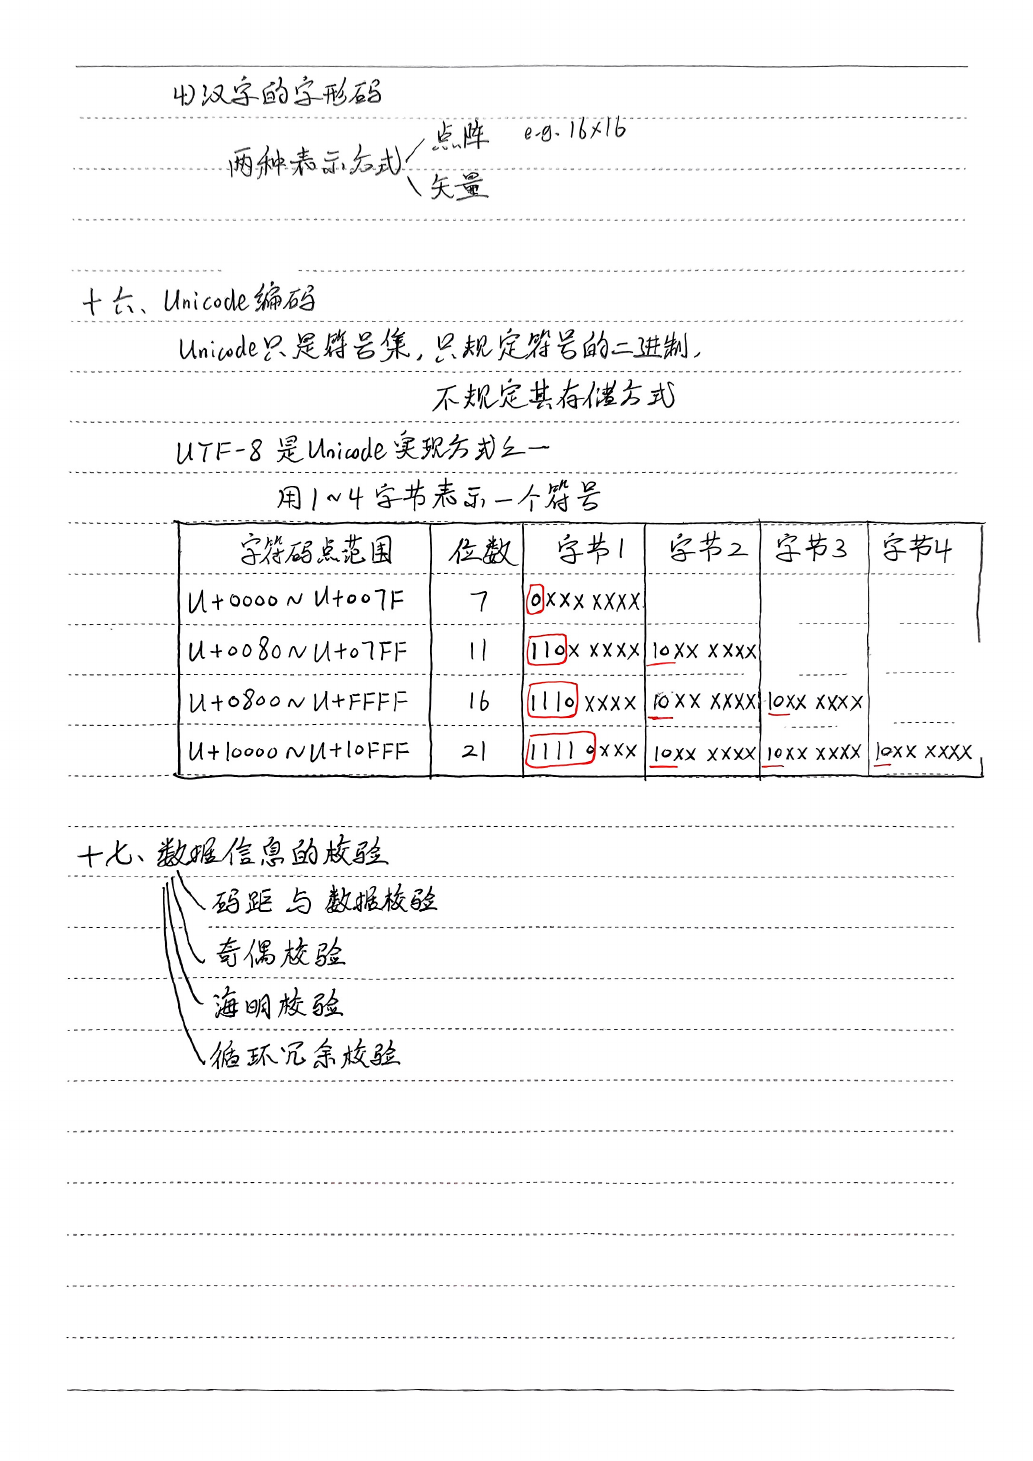 4)汉字的字形码
点阵 e.g. 16×16
两种表示方式
矢量
十六、Unicode编码
Unicode只是符号集,只规定符号的二进制,
不规定其存储方式
UTF-8 是Unicode实现方式之一
用1~4字节表示一个符号
字符码点范围 位数 字节1 字节2 字节3 字节4
U+0000~U+007F 7 0xxx xxxx
U+0080~U+07FF 11 110x xxxx 10xx xxxx
U+0800~U+FFFF 16 1110 xxxx 10xx xxxx 10xx xxxx
U+10000~U+10FFF 21 1111 0xxx 10xx xxxx 10xx xxxx 10xx xxxx
十七、数据信息的校验
码距与数据校验
奇偶校验
海明校验
循环冗余校验